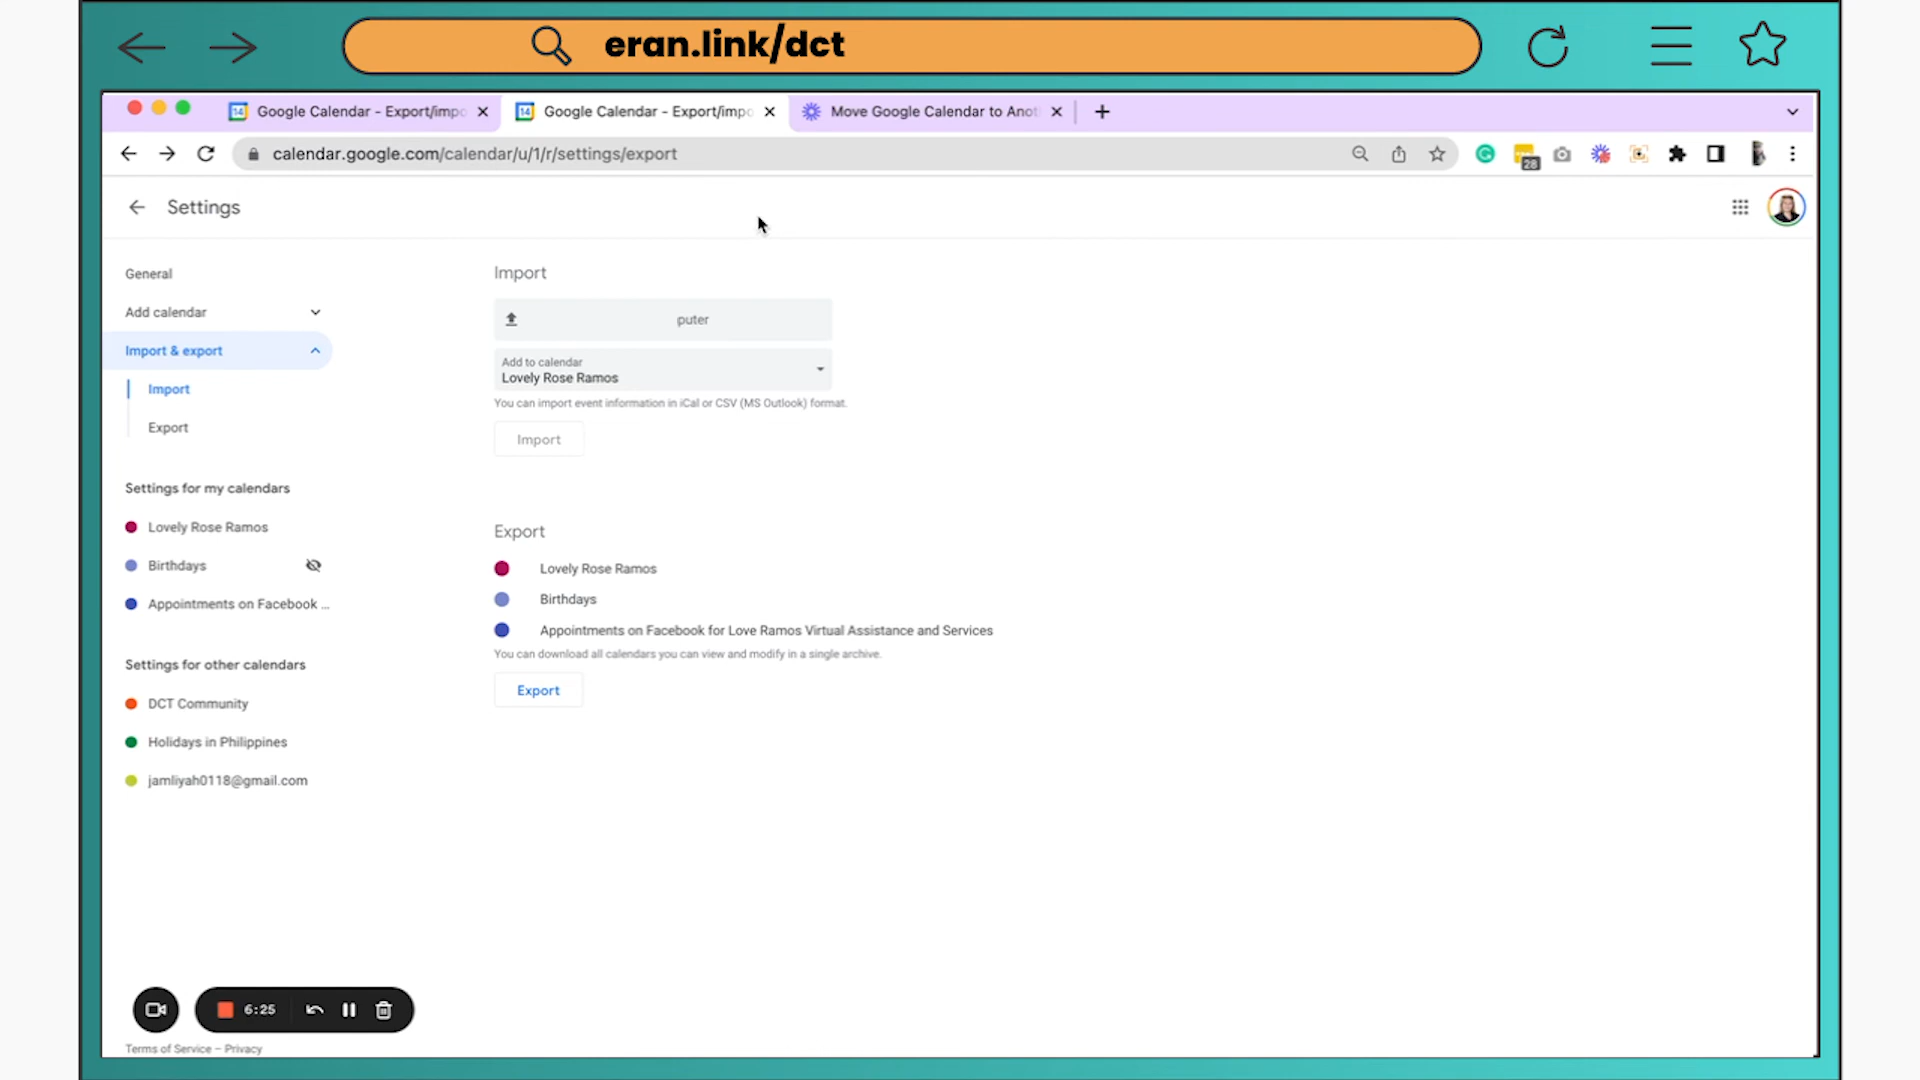 eran.link/dct
Google Calendar - Export/impo
Google Calendar - Export/impo
Move Google Calendar to Anot
calendar.google.com/calendar/u/1/r/settings/export
28
Settings
General
Add calendar
Import & export
Import
Export
Settings for my calendars
Lovely Rose Ramos
Birthdays
Appointments on Facebook ...
Settings for other calendars
DCT Community
Holidays in Philippines
jamliyah0118@gmail.com
Import
puter
Add to calendar
Lovely Rose Ramos
You can import event information in iCal or CSV (MS Outlook) format.
Import
Export
Lovely Rose Ramos
Birthdays
Appointments on Facebook for Love Ramos Virtual Assistance and Services
You can download all calendars you can view and modify in a single archive.
Export
6:25
Terms of Service – Privacy